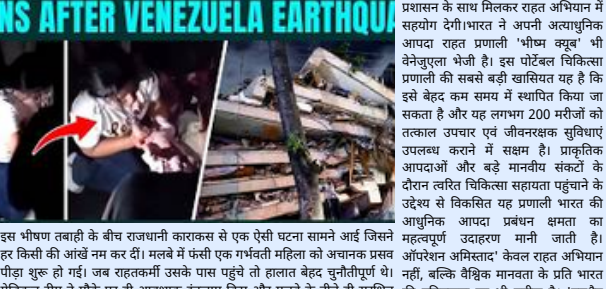 NS AFTER VENEZUELA EARTHQUA
इस भीषण तबाही के बीच राजधानी काराकस से एक ऐसी घटना सामने आई जिसने
हर किसी की आंखें नम कर दीं। मलबे में फंसी एक गर्भवती महिला को अचानक प्रसव
पीड़ा शुरू हो गई। जब राहतकर्मी उसके पास पहुंचे तो हालात बेहद चुनौतीपूर्ण थे।
प्रशासन के साथ मिलकर राहत अभियान में
सहयोग देगी।भारत ने अपनी अत्याधुनिक
आपदा राहत प्रणाली 'भीष्म क्यूब' भी
वेनेजुएला भेजी है। इस पोर्टेबल चिकित्सा
प्रणाली की सबसे बड़ी खासियत यह है कि
इसे बेहद कम समय में स्थापित किया जा
सकता है और यह लगभग 200 मरीजों को
तत्काल उपचार एवं जीवनरक्षक सुविधाएं
उपलब्ध कराने में सक्षम है। प्राकृतिक
आपदाओं और बड़े मानवीय संकटों के
दौरान त्वरित चिकित्सा सहायता पहुंचाने के
उद्देश्य से विकसित यह प्रणाली भारत की
आधुनिक आपदा प्रबंधन क्षमता का
महत्वपूर्ण उदाहरण मानी जाती है।
ऑपरेशन अमिस्ताद' केवल राहत अभियान
नहीं, बल्कि वैश्विक मानवता के प्रति भारत